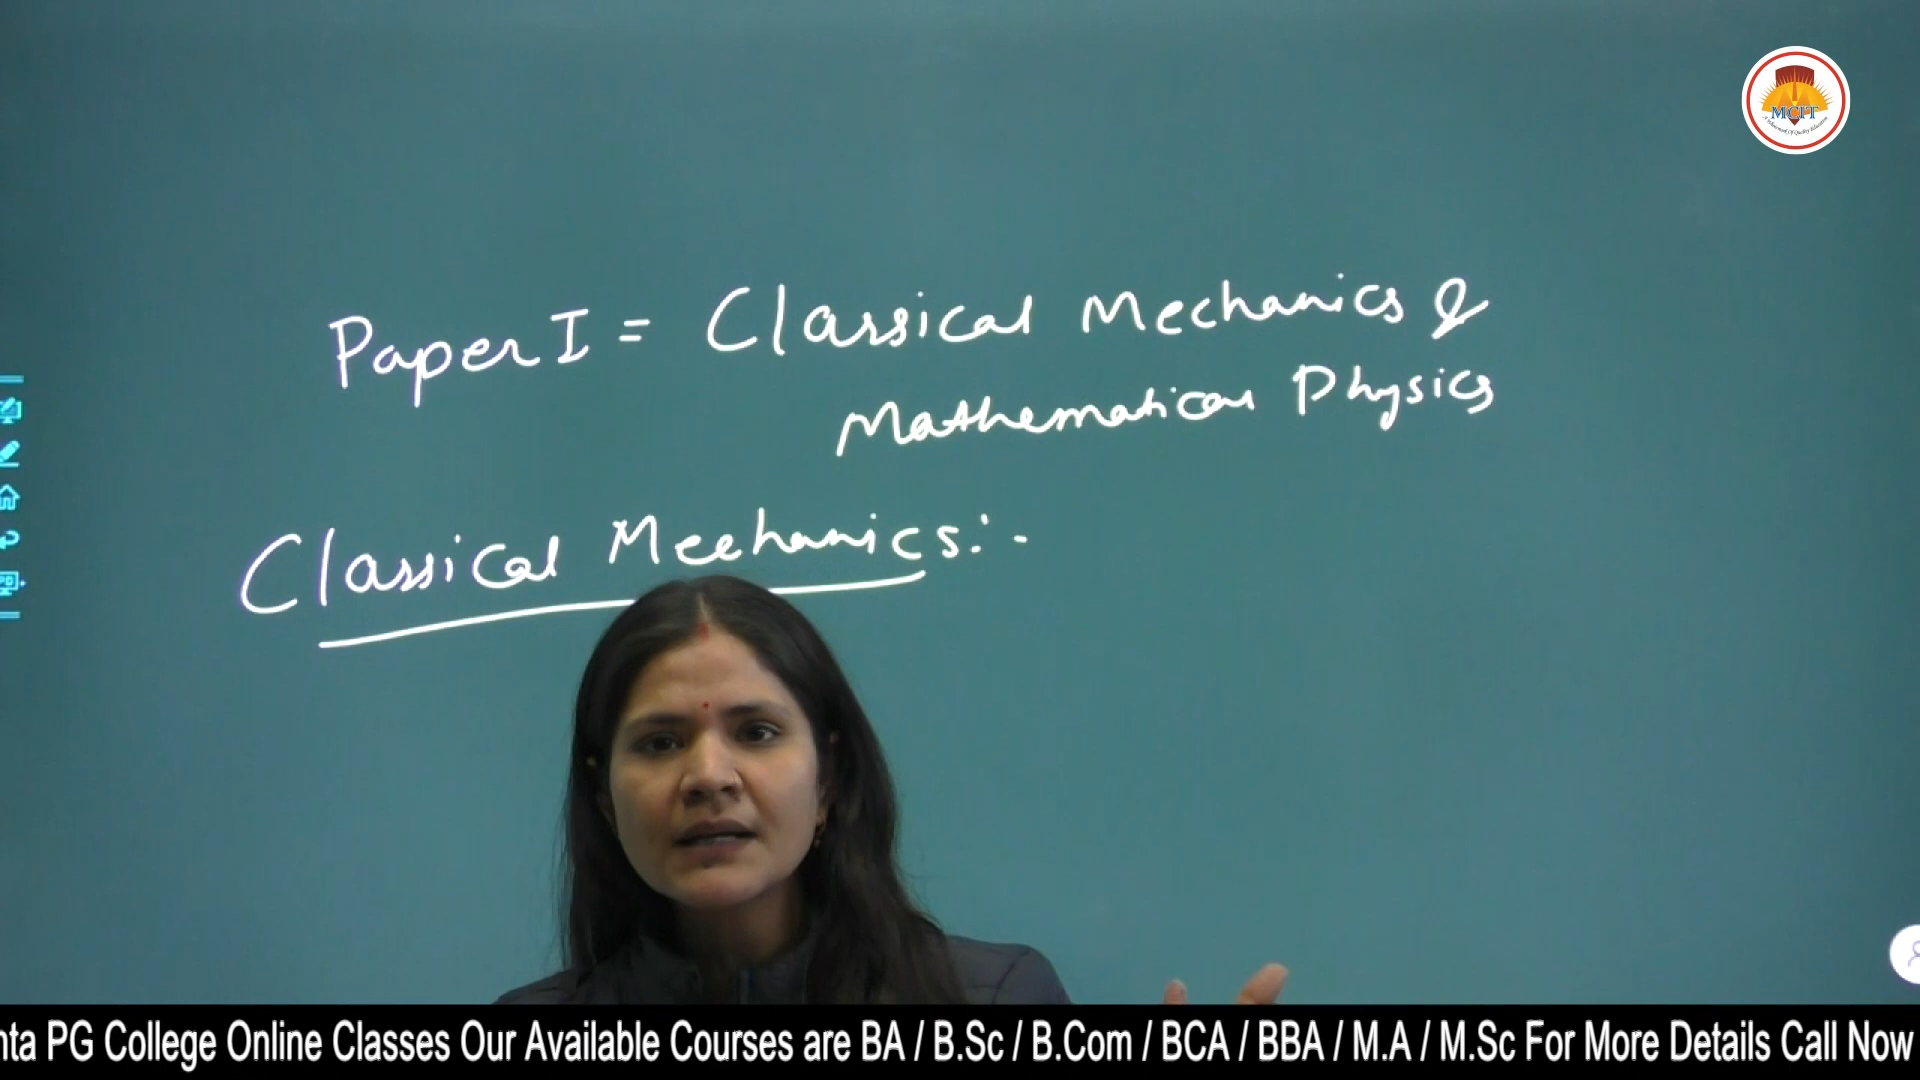 MCIT
Paper I = Classical Mechanics &
Mathematical Physics
Classical Mechanics:-
nta PG College Online Classes Our Available Courses are BA / B.Sc / B.Com / BCA / BBA / M.A / M.Sc For More Details Call Now